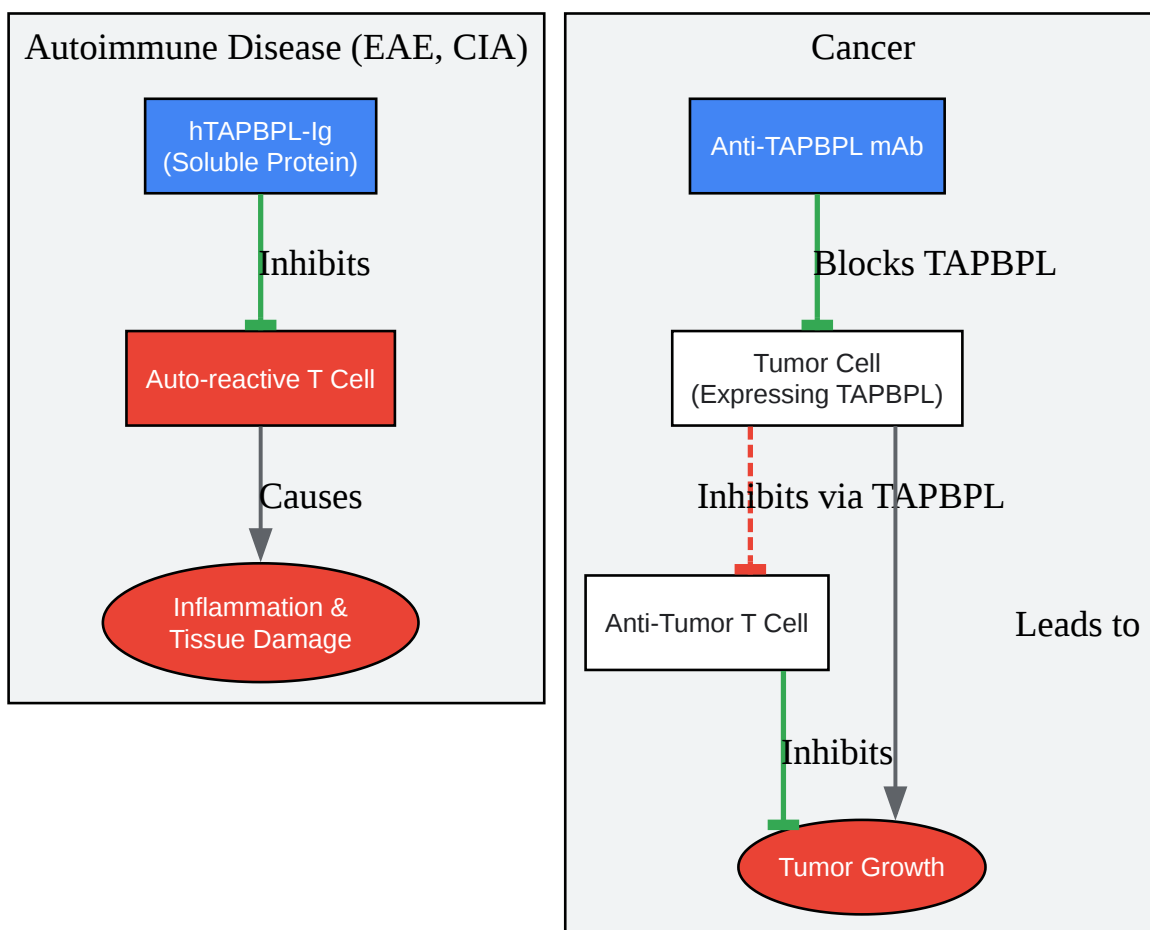 Autoimmune Disease (EAE, CIA)
hTAPBPL-Ig
(Soluble Protein)
Inhibits
Auto-reactive T Cell
Causes
Inflammation &
Tissue Damage
Cancer
Anti-TAPBPL mAb
Blocks TAPBPL
Tumor Cell
(Expressing TAPBPL)
Inhibits via TAPBPL
Anti-Tumor T Cell
Leads to
Inhibits
Tumor Growth